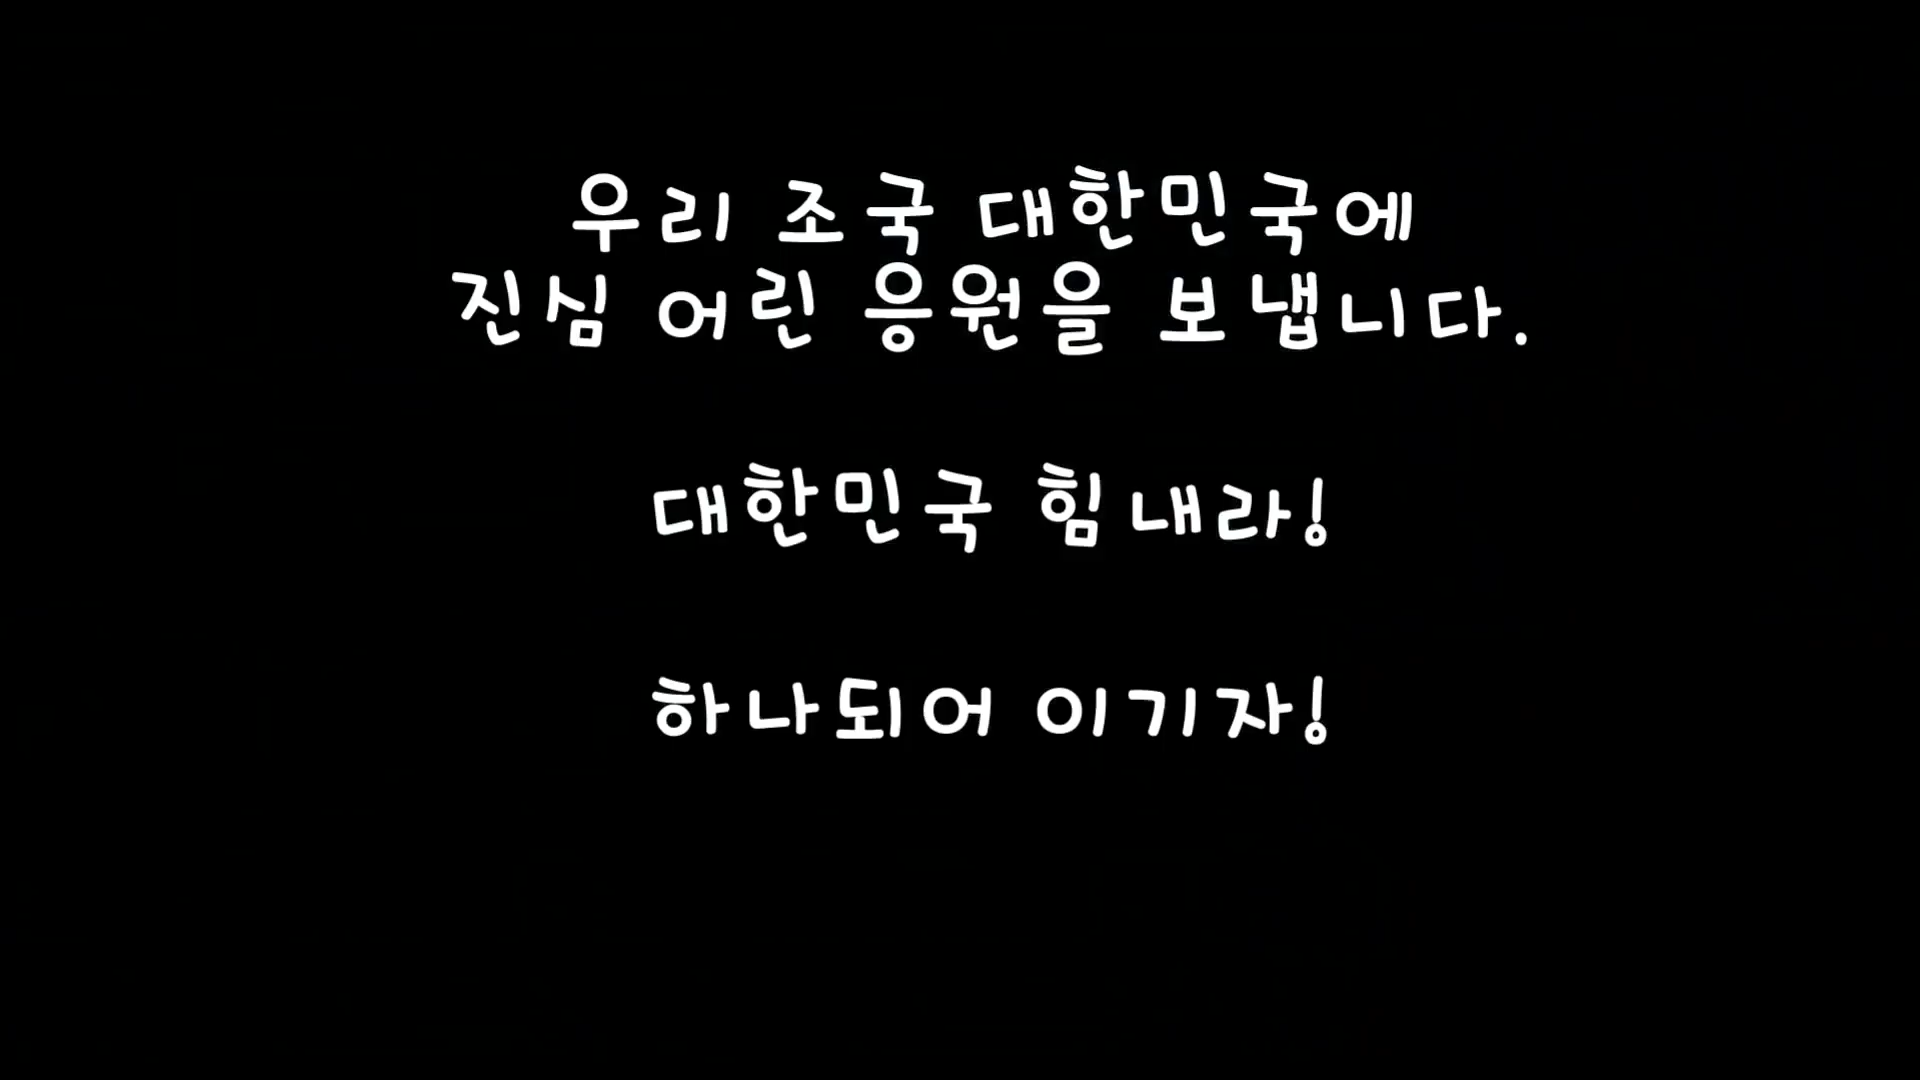 우리 조국 대한민국에
진심 어린 응원을 보냅니다.
대한민국 힘내라!
하나되어 이기자!